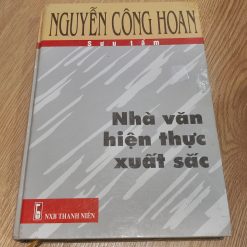 NGUYỄN CÔNG HOAN
Sưu tầm
Nhà văn
hiện thực
xuất sắc
NXB THANH NIÊN